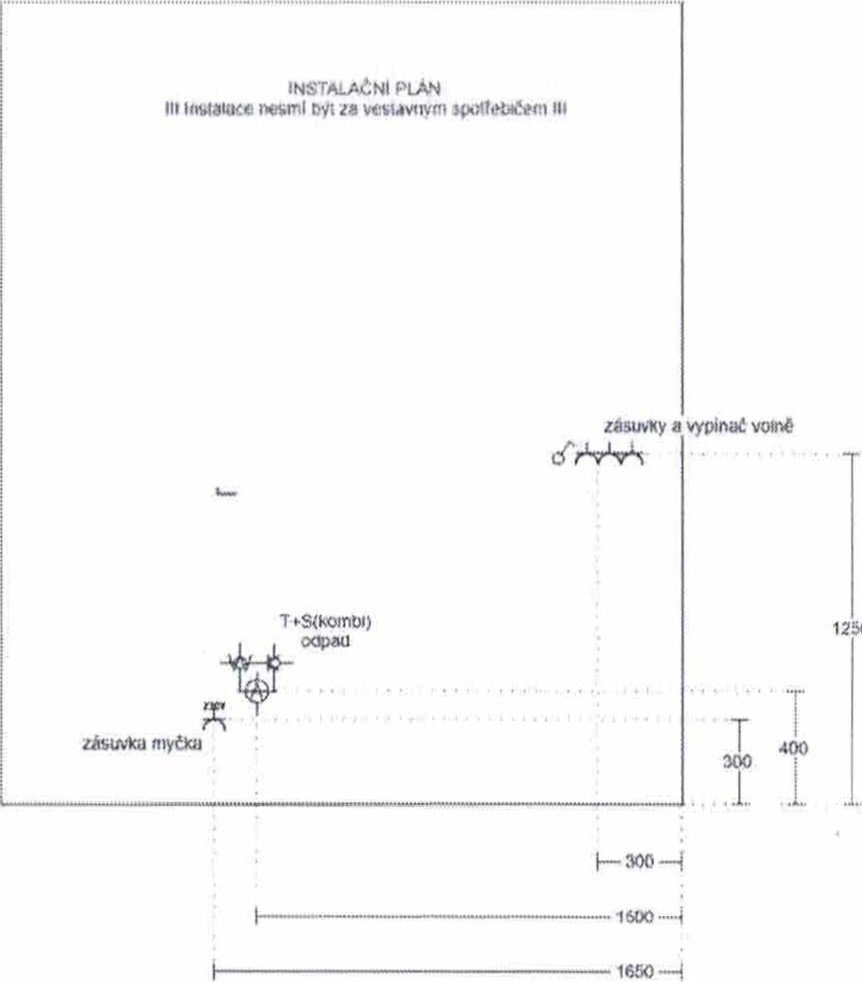 INSTALAČNÍ PLÁN
!!! Instalace nesmí být za vestavným spotřebičem !!!
zásuvky a vypínač volně
T+S(kombi)
odpad
1250
zásuvka myčka
300
400
300
1500
1650